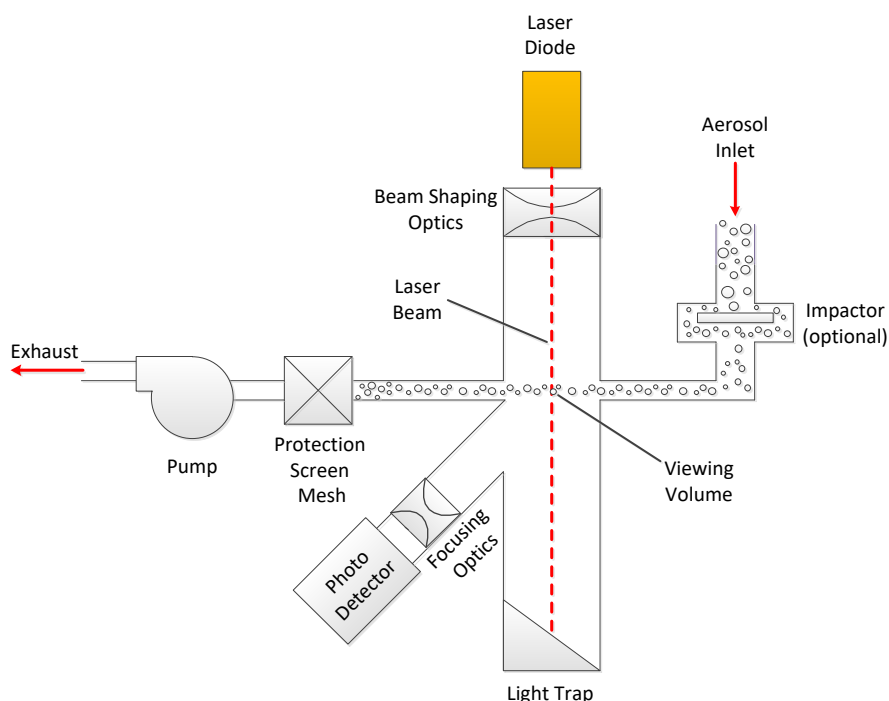 Laser
Diode
Aerosol
Inlet
Beam Shaping
Optics
Laser
Beam
Impactor
(optional)
Exhaust
Pump
Protection
Screen
Mesh
Viewing
Volume
Focusing
Optics
Photo
Detector
Light Trap